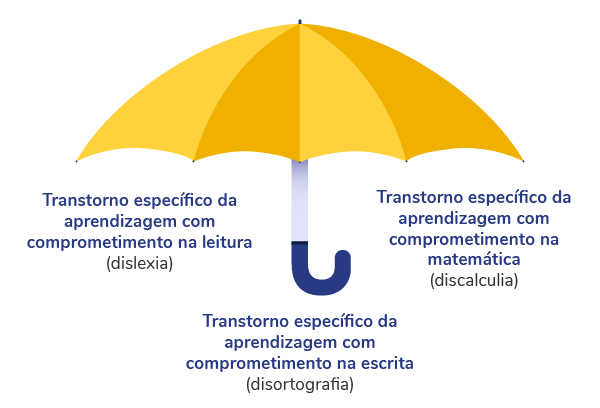 Transtorno específico da
aprendizagem com
comprometimento na leitura
(dislexia)
Transtorno específico da
aprendizagem com
comprometimento na
matemática
(discalculia)
Transtorno específico da
aprendizagem com
comprometimento na escrita
(disortografia)